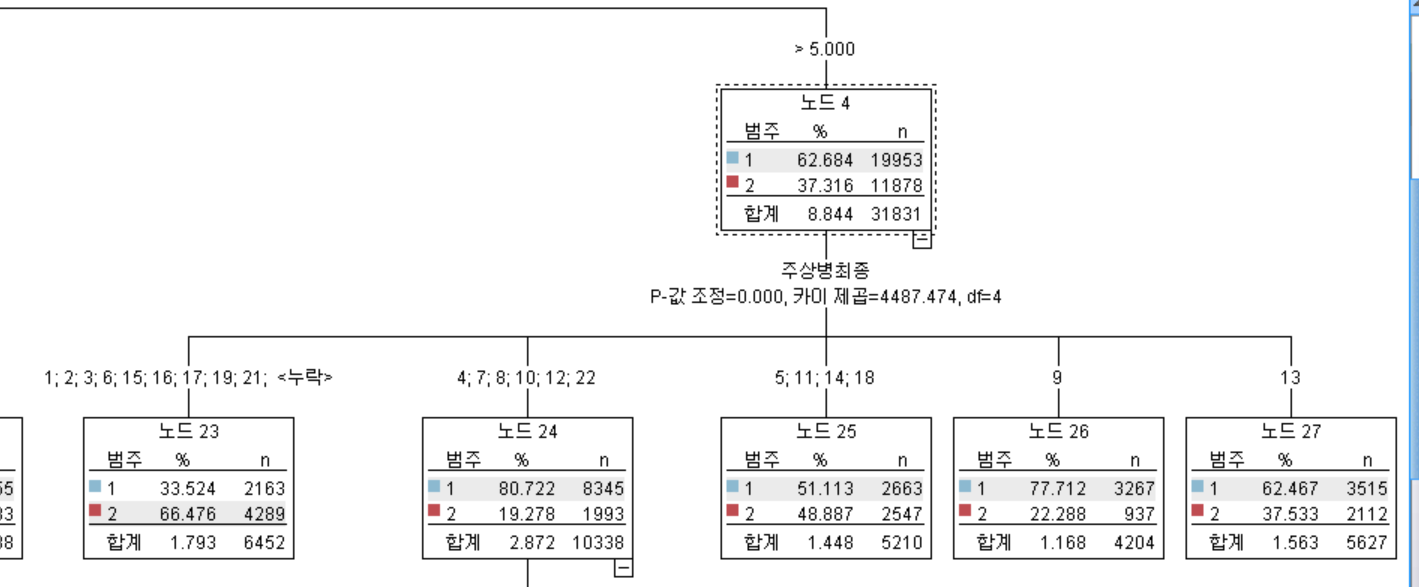 > 5.000
노드 4
범주 % n
1 62.684 19953
2 37.316 11878
합계 8.844 31831
주상병최종
P-값 조정=0.000, 카이 제곱=4487.474, df=4
1; 2; 3; 6; 15; 16; 17; 19; 21; <누락>
4; 7; 8; 10; 12; 22
5; 11; 14; 18
9
13
노드 23
범주 % n
1 33.524 2163
2 66.476 4289
합계 1.793 6452
노드 24
범주 % n
1 80.722 8345
2 19.278 1993
합계 2.872 10338
노드 25
범주 % n
1 51.113 2663
2 48.887 2547
합계 1.448 5210
노드 26
범주 % n
1 77.712 3267
2 22.288 937
합계 1.168 4204
노드 27
범주 % n
1 62.467 3515
2 37.533 2112
합계 1.563 5627